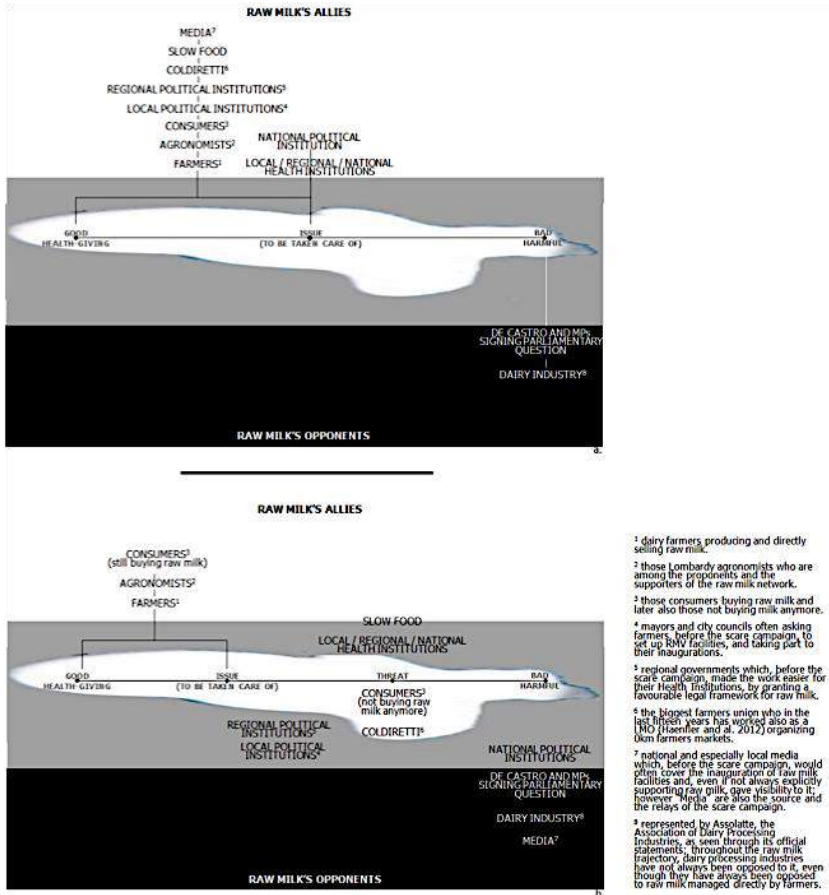 RAW MILK'S ALLIES
MEDIA⁷
SLOW FOOD
COLDIRETTI⁶
REGIONAL POLITICAL INSTITUTIONS⁵
LOCAL POLITICAL INSTITUTIONS⁴
CONSUMERS³
AGRONOMISTS²
FARMERS¹
NATIONAL POLITICAL
INSTITUTION
LOCAL / REGIONAL / NATIONAL
HEALTH INSTITUTIONS
GOOD
HEALTH-GIVING
ISSUE
(TO BE TAKEN CARE OF)
BAD
HARMFUL
DE CASTRO AND MPs
SIGNING PARLIAMENTARY
QUESTION
DAIRY INDUSTRY⁸
RAW MILK'S OPPONENTS
a.
RAW MILK'S ALLIES
CONSUMERS³
(still buying raw milk)
AGRONOMISTS²
FARMERS¹
SLOW FOOD
LOCAL / REGIONAL / NATIONAL
HEALTH INSTITUTIONS
GOOD
HEALTH-GIVING
ISSUE
(TO BE TAKEN CARE OF)
THREAT
BAD
HARMFUL
CONSUMERS³
(not buying raw
milk anymore)
COLDIRETTI⁶
REGIONAL POLITICAL
INSTITUTIONS⁵
LOCAL POLITICAL
INSTITUTIONS⁴
NATIONAL POLITICAL
INSTITUTIONS
DE CASTRO AND MPs
SIGNING PARLIAMENTARY
QUESTION
DAIRY INDUSTRY⁸
MEDIA⁷
RAW MILK'S OPPONENTS
b.
¹ dairy farmers producing and directly
selling raw milk.
² those Lombardy agronomists who are
among the proponents and the
supporters of the raw milk network.
³ those consumers buying raw milk and
later also those not buying milk anymore.
⁴ mayors and city councils often asking
farmers, before the scare campaign, to
set up RMV facilities, and taking part to
their inaugurations.
⁵ regional governments which, before the
scare campaign, made the work easier for
their Health Institutions, by granting a
favourable legal framework for raw milk.
⁶ the biggest farmers union who in the
last fifteen years has worked also as a
LMO (Haenfler and al. 2012) organizing
0km farmers markets.
⁷ national and especially local media
which, before the scare campaign, would
often cover the inauguration of raw milk
facilities and, even if not always explicitly
supporting raw milk, gave visibility to it;
however "Media" are also the source and
the relays of the scare campaign.
⁸ represented by Assolatte, the
Association of Dairy Processing
Industries, as seen through its official
statements; throughout the raw milk
trajectory, dairy processing industries
have not always been opposed to it, even
though they have always been opposed
to raw milk managed directly by farmers.